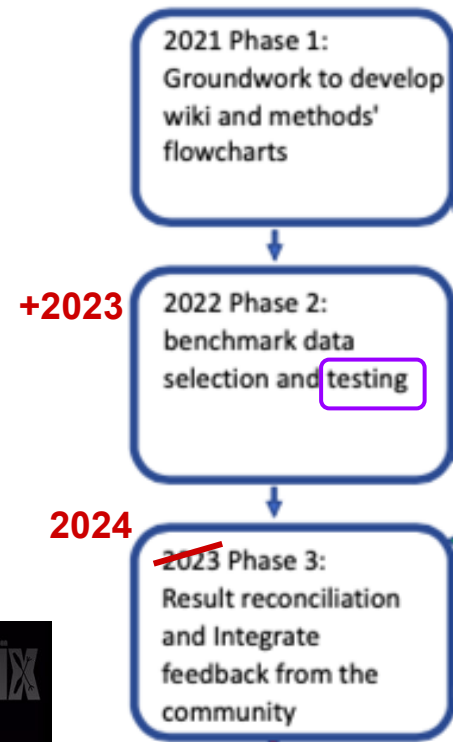 2021 Phase 1:
Groundwork to develop
wiki and methods'
flowcharts
+2023
2022 Phase 2:
benchmark data
selection and testing
2024
2023 Phase 3:
Result reconciliation
and Integrate
feedback from the
community